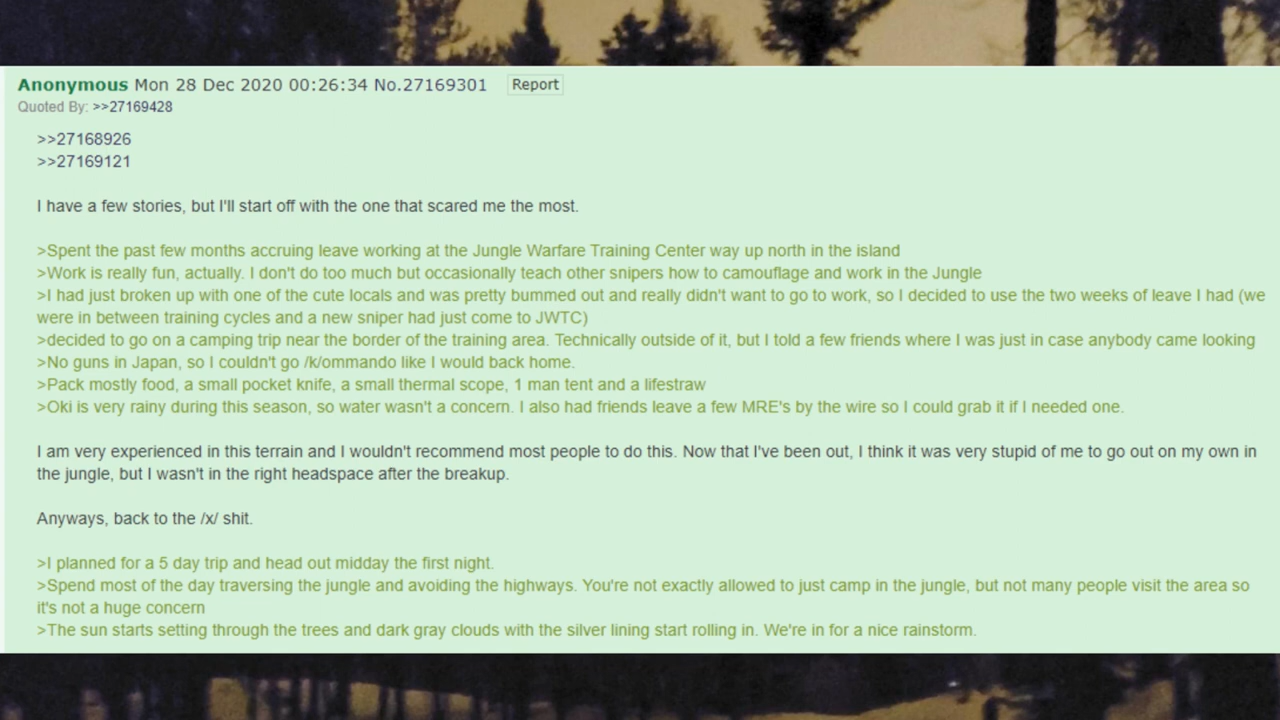 Anonymous Mon 28 Dec 2020 00:26:34 No.27169301 Report
Quoted By: >>27169428
>>27168926
>>27169121
I have a few stories, but I'll start off with the one that scared me the most.
>Spent the past few months accruing leave working at the Jungle Warfare Training Center way up north in the island
>Work is really fun, actually. I don't do too much but occasionally teach other snipers how to camouflage and work in the Jungle
>I had just broken up with one of the cute locals and was pretty bummed out and really didn't want to go to work, so I decided to use the two weeks of leave I had (we
were in between training cycles and a new sniper had just come to JWTC)
>decided to go on a camping trip near the border of the training area. Technically outside of it, but I told a few friends where I was just in case anybody came looking
>No guns in Japan, so I couldn't go /k/ommando like I would back home.
>Pack mostly food, a small pocket knife, a small thermal scope, 1 man tent and a lifestraw
>Oki is very rainy during this season, so water wasn't a concern. I also had friends leave a few MRE's by the wire so I could grab it if I needed one.
I am very experienced in this terrain and I wouldn't recommend most people to do this. Now that I've been out, I think it was very stupid of me to go out on my own in
the jungle, but I wasn't in the right headspace after the breakup.
Anyways, back to the /x/ shit.
>I planned for a 5 day trip and head out midday the first night.
>Spend most of the day traversing the jungle and avoiding the highways. You're not exactly allowed to just camp in the jungle, but not many people visit the area so
it's not a huge concern
>The sun starts setting through the trees and dark gray clouds with the silver lining start rolling in. We're in for a nice rainstorm.